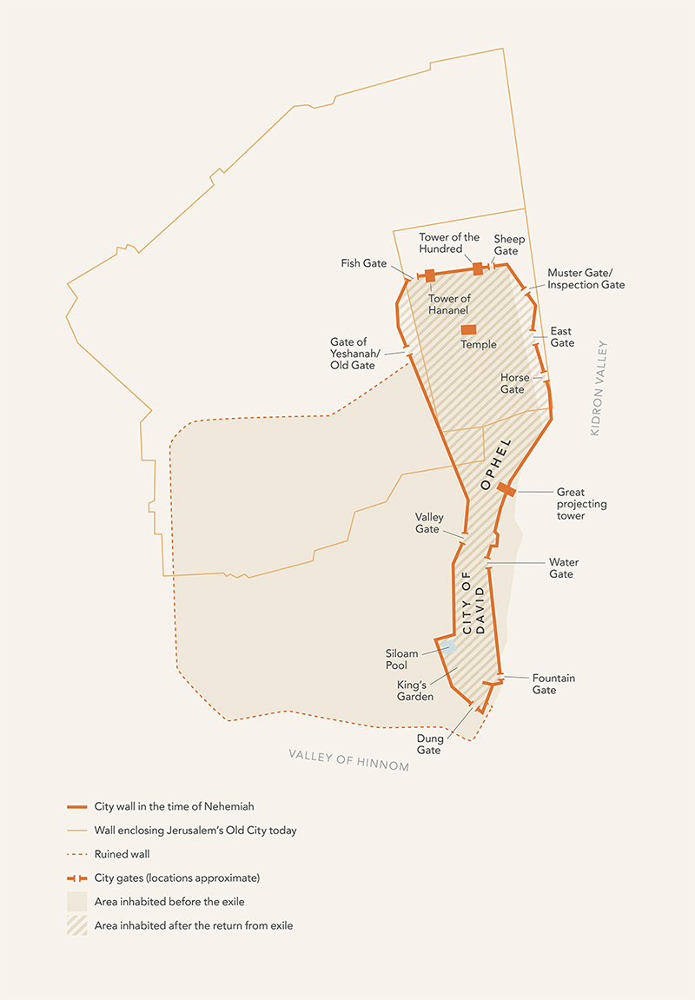 Tower of the
Hundred
Sheep
Gate
Fish Gate
Muster Gate/
Inspection Gate
Tower of
Hananel
Temple
East
Gate
Gate of
Yeshanah/
Old Gate
Horse
Gate
KIDRON VALLEY
OPHEL
Great
projecting
tower
Valley
Gate
Water
Gate
CITY OF
DAVID
Siloam
Pool
King’s
Garden
Fountain
Gate
Dung
Gate
VALLEY OF HINNOM
City wall in the time of Nehemiah
Wall enclosing Jerusalem’s Old City today
Ruined wall
City gates (locations approximate)
Area inhabited before the exile
Area inhabited after the return from exile